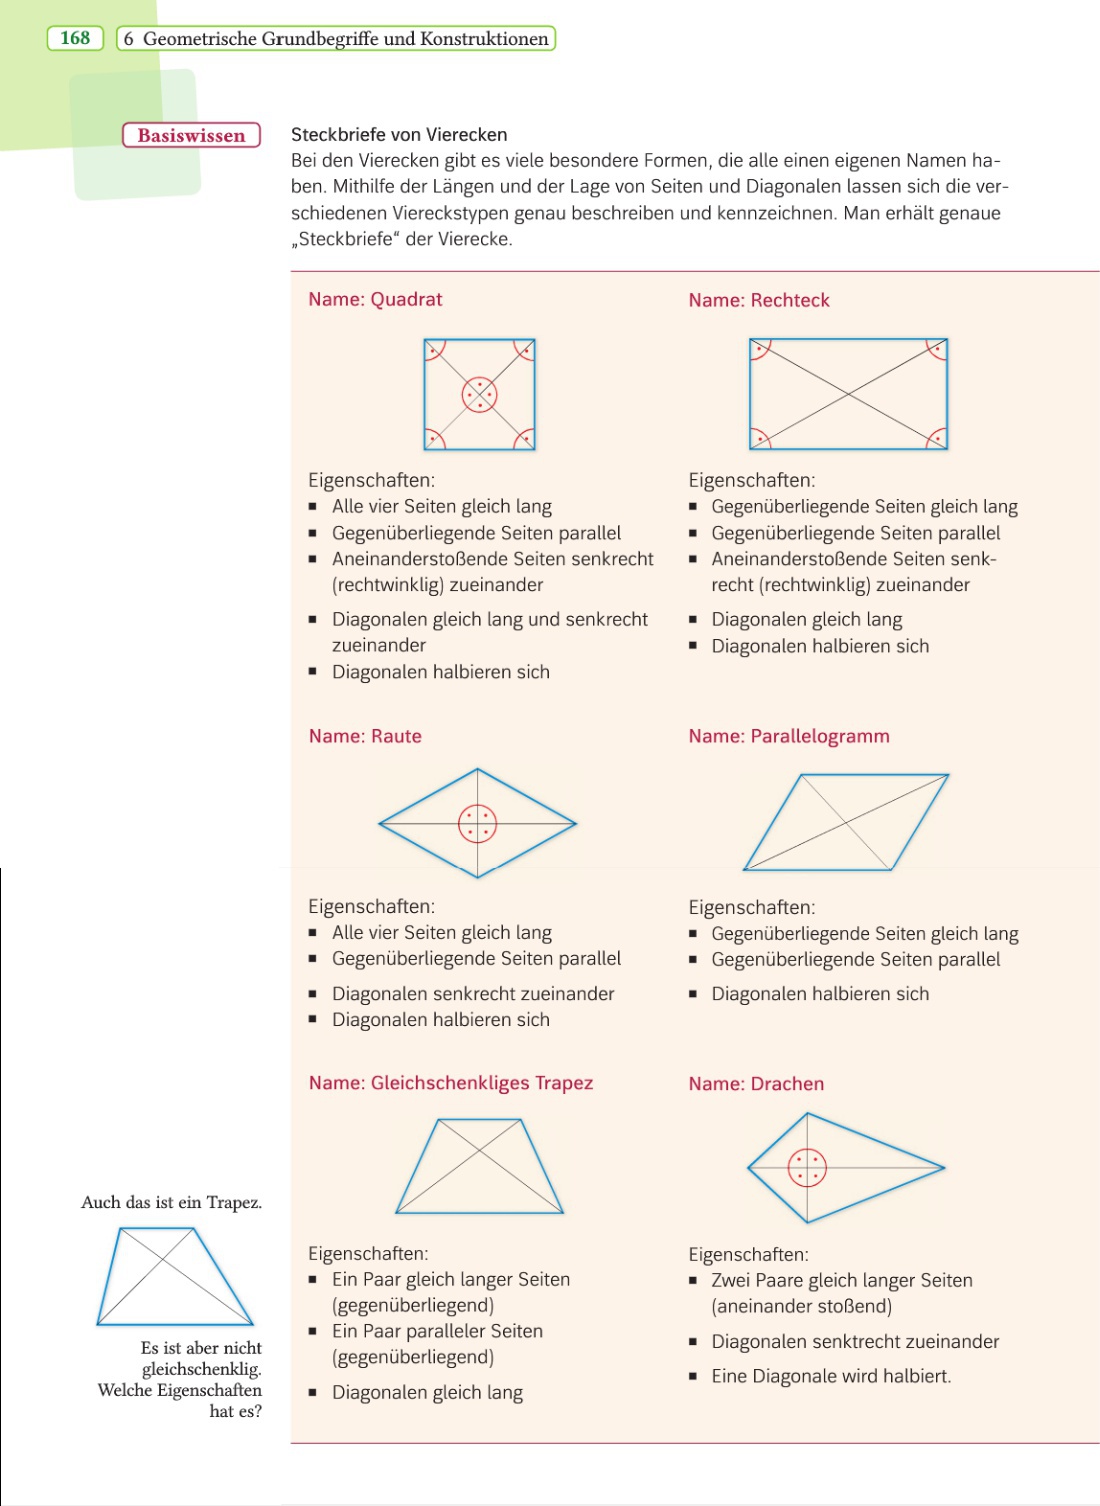 168
6 Geometrische Grundbegriffe und Konstruktionen
Basiswissen
Steckbriefe von Vierecken
Bei den Vierecken gibt es viele besondere Formen, die alle einen eigenen Namen ha-
ben. Mithilfe der Längen und der Lage von Seiten und Diagonalen lassen sich die ver-
schiedenen Viereckstypen genau beschreiben und kennzeichnen. Man erhält genaue
„Steckbriefe“ der Vierecke.
Name: Quadrat
Eigenschaften:
▪ Alle vier Seiten gleich lang
▪ Gegenüberliegende Seiten parallel
▪ Aneinanderstoßende Seiten senkrecht
(rechtwinklig) zueinander
▪ Diagonalen gleich lang und senkrecht
zueinander
▪ Diagonalen halbieren sich
Name: Rechteck
Eigenschaften:
▪ Gegenüberliegende Seiten gleich lang
▪ Gegenüberliegende Seiten parallel
▪ Aneinanderstoßende Seiten senk-
recht (rechtwinklig) zueinander
▪ Diagonalen gleich lang
▪ Diagonalen halbieren sich
Name: Raute
Eigenschaften:
▪ Alle vier Seiten gleich lang
▪ Gegenüberliegende Seiten parallel
▪ Diagonalen senkrecht zueinander
▪ Diagonalen halbieren sich
Name: Parallelogramm
Eigenschaften:
▪ Gegenüberliegende Seiten gleich lang
▪ Gegenüberliegende Seiten parallel
▪ Diagonalen halbieren sich
Name: Gleichschenkliges Trapez
Eigenschaften:
▪ Ein Paar gleich langer Seiten
(gegenüberliegend)
▪ Ein Paar paralleler Seiten
(gegenüberliegend)
▪ Diagonalen gleich lang
Name: Drachen
Eigenschaften:
▪ Zwei Paare gleich langer Seiten
(aneinander stoßend)
▪ Diagonalen senktrecht zueinander
▪ Eine Diagonale wird halbiert.
Auch das ist ein Trapez.
Es ist aber nicht
gleichschenklig.
Welche Eigenschaften
hat es?